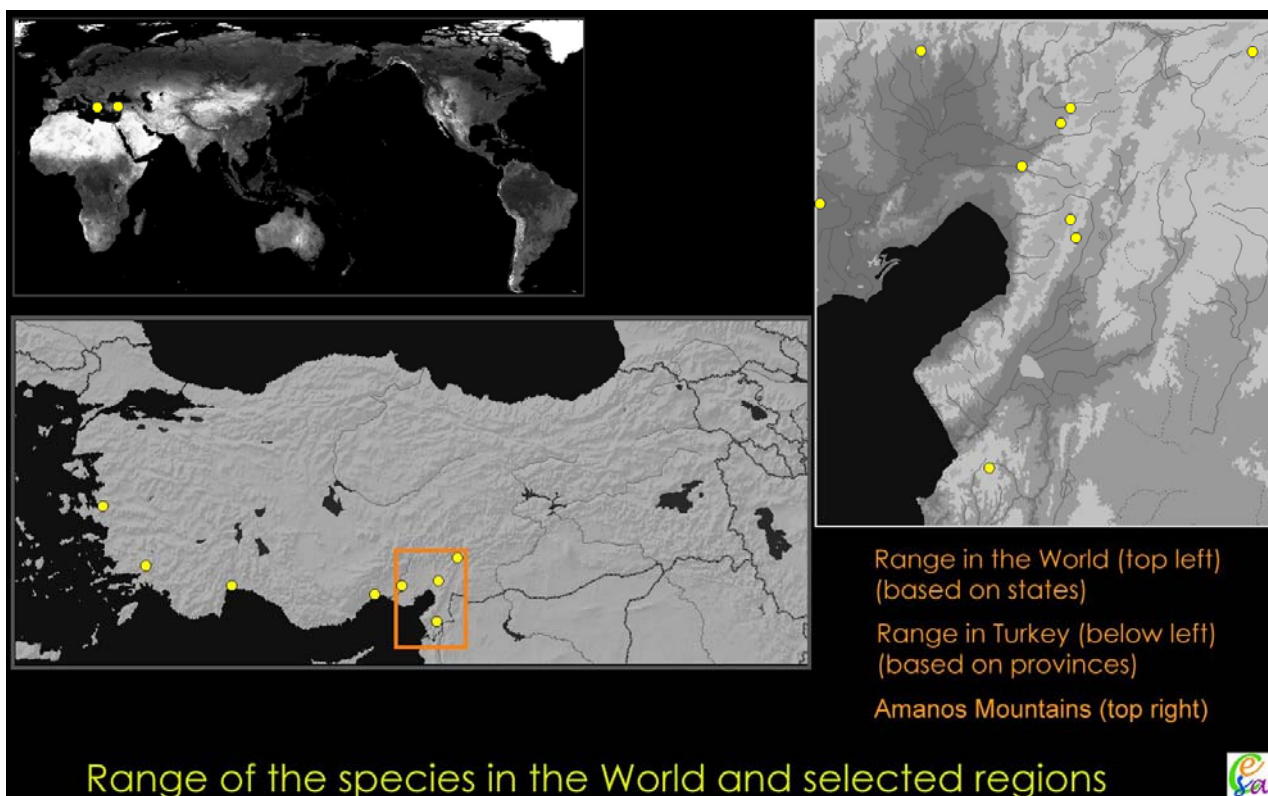 Range in the World (top left)
(based on states)
Range in Turkey (below left)
(based on provinces)
Amanos Mountains (top right)
Range of the species in the World and selected regions